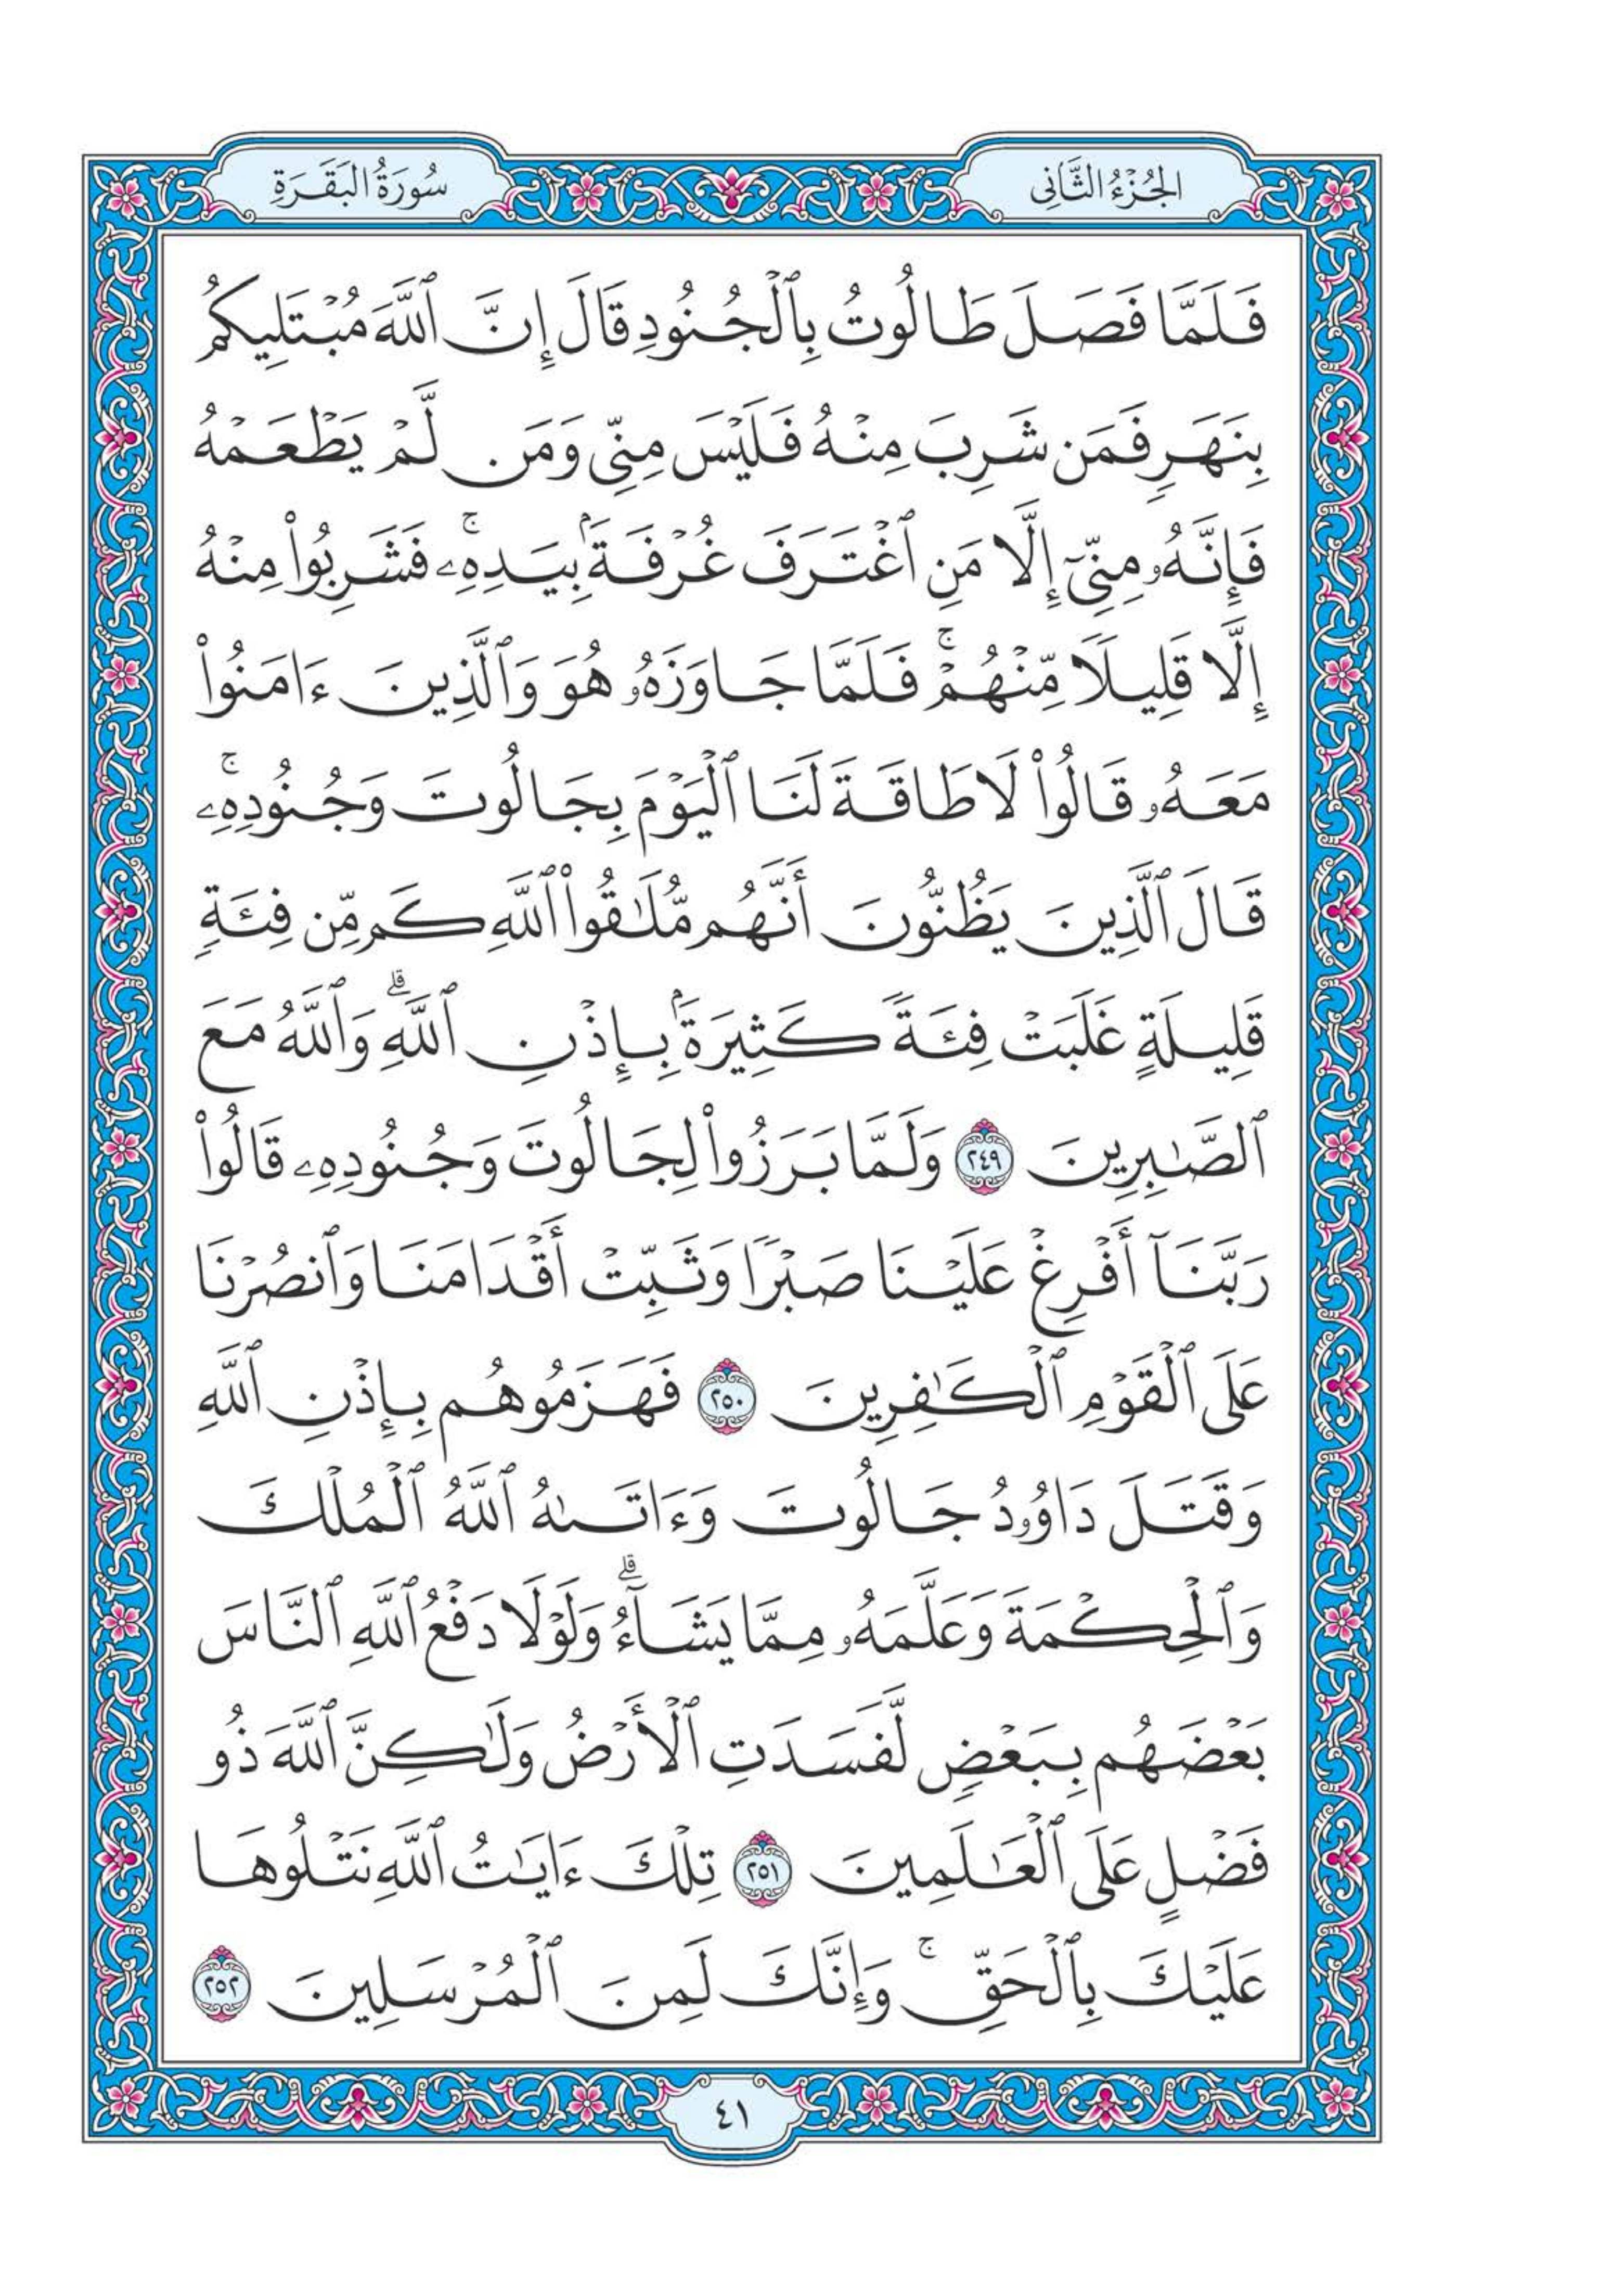 الجُزْءُ الثَّانِي
سُورَةُ البَقَرَةِ
فَلَمَّا فَصَلَ طَالُوتُ بِٱلْجُنُودِ قَالَ إِنَّ ٱللَّهَ مُبْتَلِيكُم
بِنَهَرٍ فَمَن شَرِبَ مِنْهُ فَلَيْسَ مِنِّى وَمَن لَّمْ يَطْعَمْهُ
فَإِنَّهُۥ مِنِّىٓ إِلَّا مَنِ ٱغْتَرَفَ غُرْفَةًۢ بِيَدِهِۦۚ فَشَرِبُوا۟ مِنْهُ
إِلَّا قَلِيلًا مِّنْهُمْۚ فَلَمَّا جَاوَزَهُۥ هُوَ وَٱلَّذِينَ ءَامَنُوا۟
مَعَهُۥ قَالُوا۟ لَا طَاقَةَ لَنَا ٱلْيَوْمَ بِجَالُوتَ وَجُنُودِهِۦۚ
قَالَ ٱلَّذِينَ يَظُنُّونَ أَنَّهُم مُّلَٰقُوا۟ ٱللَّهِ كَم مِّن فِئَةٍ
قَلِيلَةٍ غَلَبَتْ فِئَةً كَثِيرَةًۢ بِإِذْنِ ٱللَّهِۗ وَٱللَّهُ مَعَ
ٱلصَّٰبِرِينَ ٢٤٩ وَلَمَّا بَرَزُوا۟ لِجَالُوتَ وَجُنُودِهِۦ قَالُوا۟
رَبَّنَآ أَفْرِغْ عَلَيْنَا صَبْرًا وَثَبِّتْ أَقْدَامَنَا وَٱنصُرْنَا
عَلَى ٱلْقَوْمِ ٱلْكَٰفِرِينَ ٢٥٠ فَهَزَمُوهُم بِإِذْنِ ٱللَّهِ
وَقَتَلَ دَاوُۥدُ جَالُوتَ وَءَاتَىٰهُ ٱللَّهُ ٱلْمُلْكَ
وَٱلْحِكْمَةَ وَعَلَّمَهُۥ مِمَّا يَشَآءُۗ وَلَوْلَا دَفْعُ ٱللَّهِ ٱلنَّاسَ
بَعْضَهُم بِبَعْضٍ لَّفَسَدَتِ ٱلْأَرْضُ وَلَٰكِنَّ ٱللَّهَ ذُو
فَضْلٍ عَلَى ٱلْعَٰلَمِينَ ٢٥١ تِلْكَ ءَايَٰتُ ٱللَّهِ نَتْلُوهَا
عَلَيْكَ بِٱلْحَقِّۚ وَإِنَّكَ لَمِنَ ٱلْمُرْسَلِينَ ٢٥٢
٤١